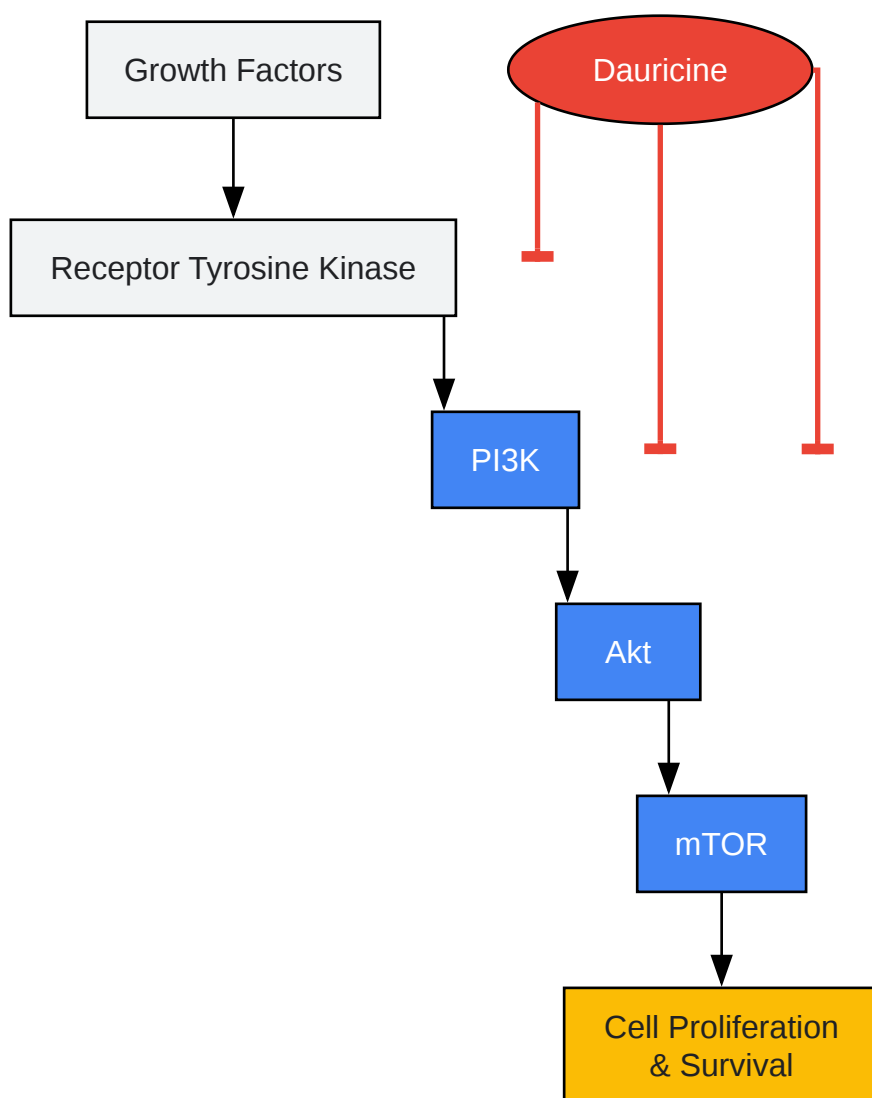 Growth Factors
Dauricine
Receptor Tyrosine Kinase
PI3K
Akt
mTOR
Cell Proliferation
& Survival